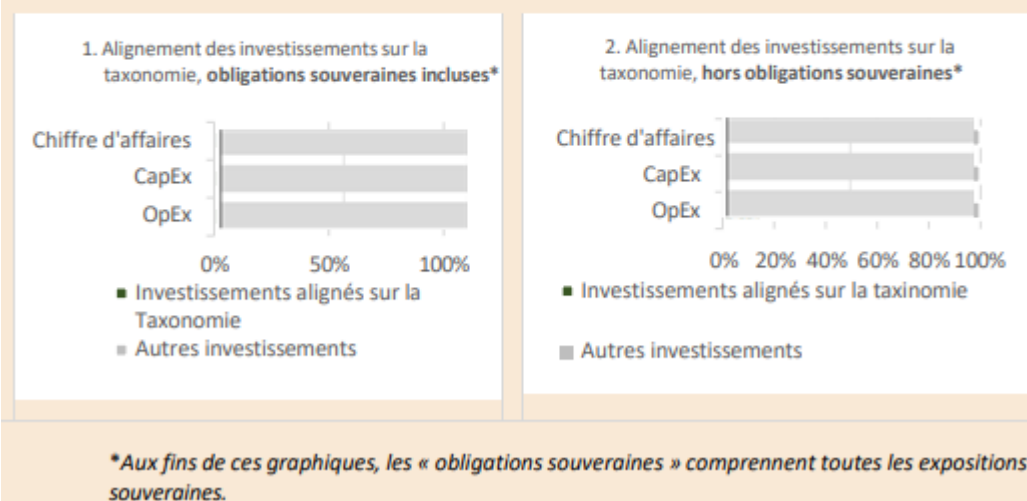 1. Alignement des investissements sur la
taxonomie, obligations souveraines incluses*
Chiffre d'affaires
CapEx
OpEx
0% 50% 100%
Investissements alignés sur la
Taxonomie
Autres investissements
2. Alignement des investissements sur la
taxonomie, hors obligations souveraines*
Chiffre d'affaires
CapEx
OpEx
0% 20% 40% 60% 80% 100%
Investissements alignés sur la taxinomie
Autres investissements
*Aux fins de ces graphiques, les « obligations souveraines » comprennent toutes les expositions
souveraines.